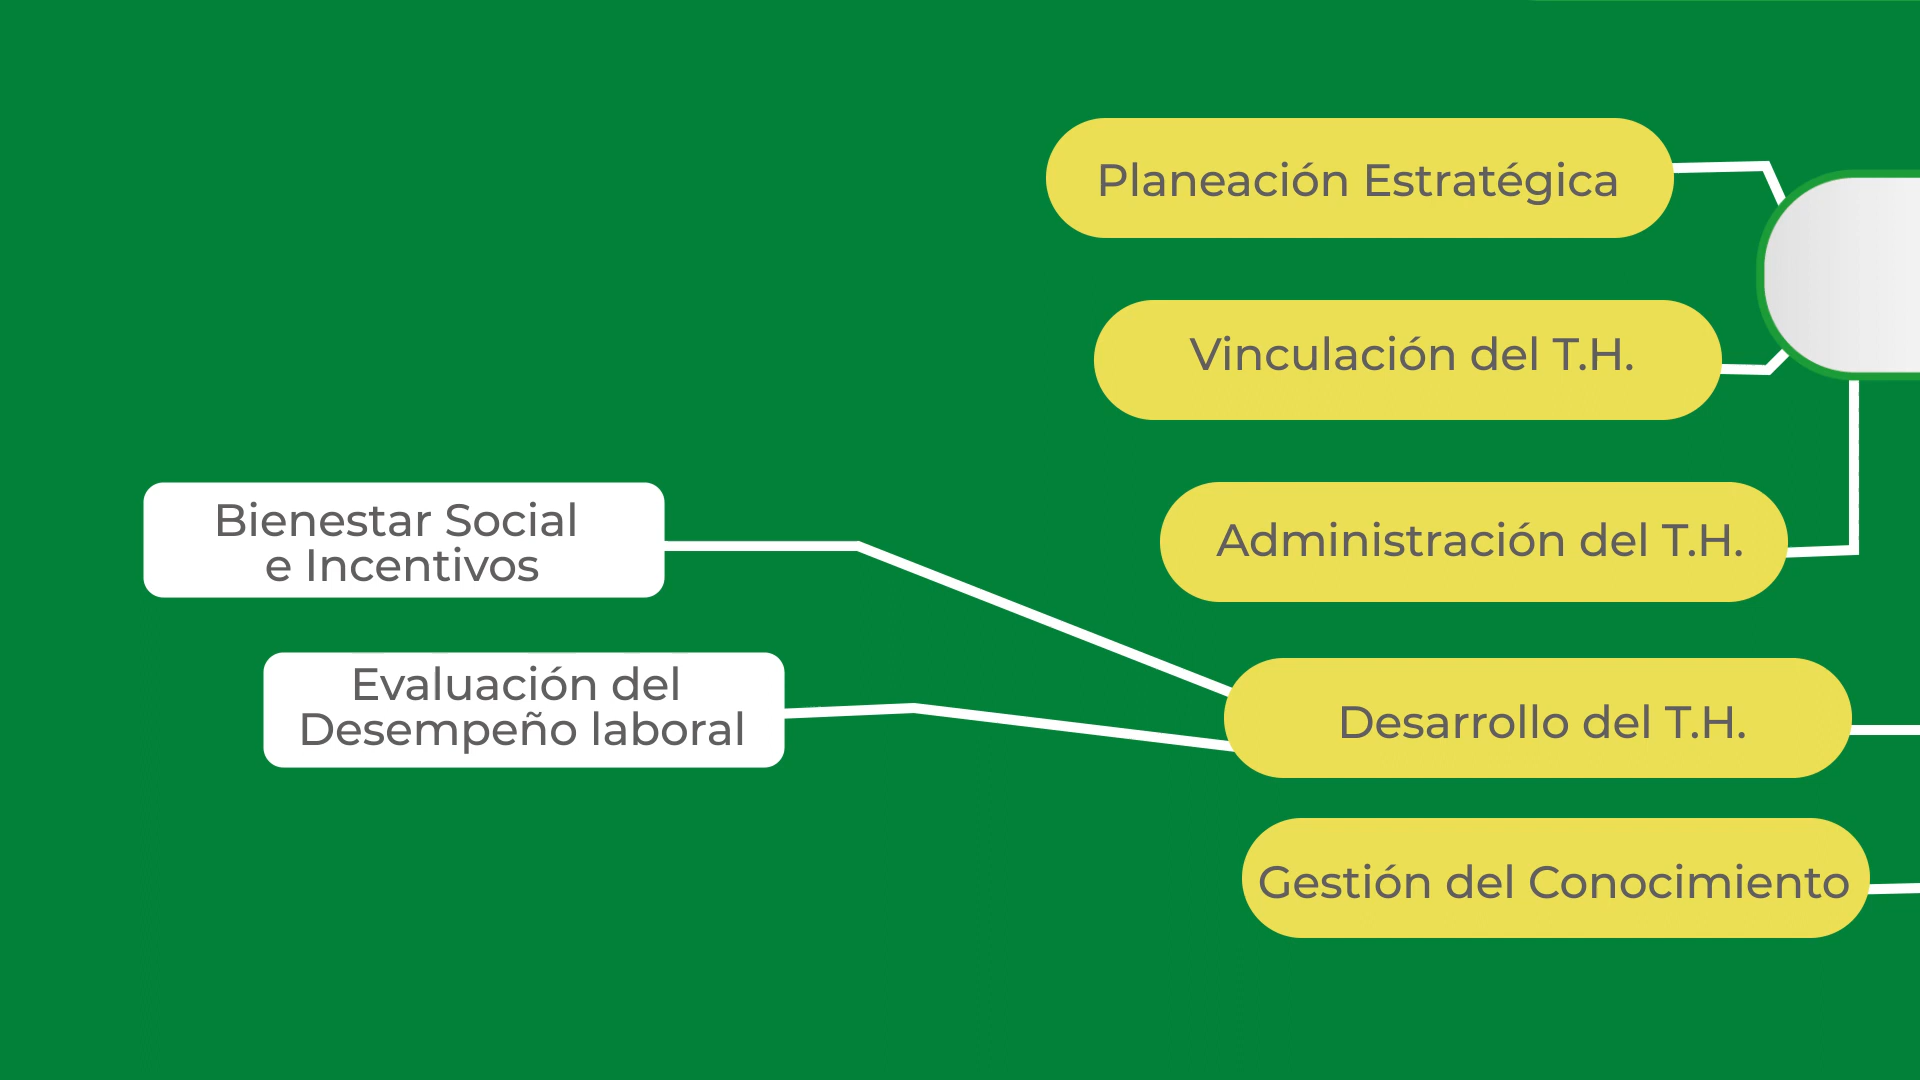 Planeación Estratégica
Vinculación del T.H.
Administración del T.H.
Bienestar Social
e Incentivos
Evaluación del
Desempeño laboral
Desarrollo del T.H.
Gestión del Conocimiento